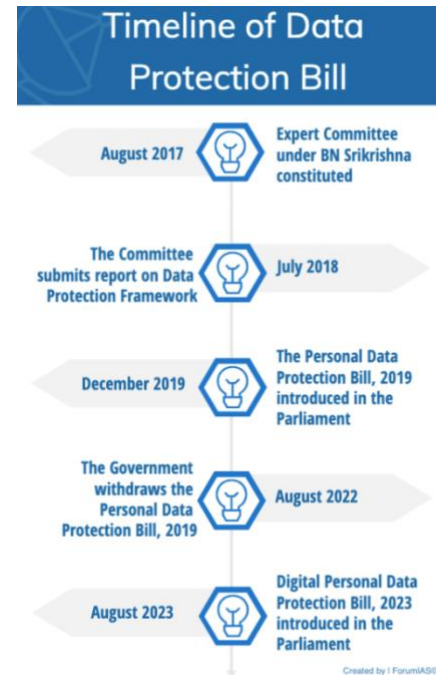 Timeline of Data
Protection Bill
August 2017
Expert Committee
under BN Srikrishna
constituted
The Committee
submits report on Data
Protection Framework
July 2018
December 2019
The Personal Data
Protection Bill, 2019
introduced in the
Parliament
The Government
withdraws the
Personal Data
Protection Bill, 2019
August 2022
August 2023
Digital Personal Data
Protection Bill, 2023
introduced in the
Parliament
Created by | ForumIAS©